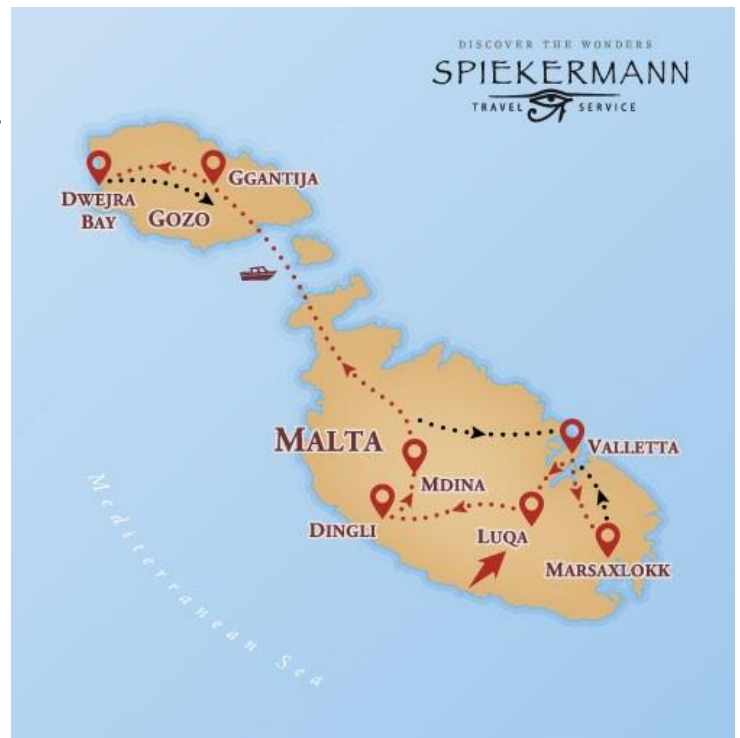 DISCOVER THE WONDERS
SPIEKERMANN
TRAVEL SERVICE
GGANTIJA
DWEJRA
BAY
GOZO
MALTA
VALLETTA
MDINA
DINGLI
LUQA
MARSAXLOKK
Mediterranean Sea